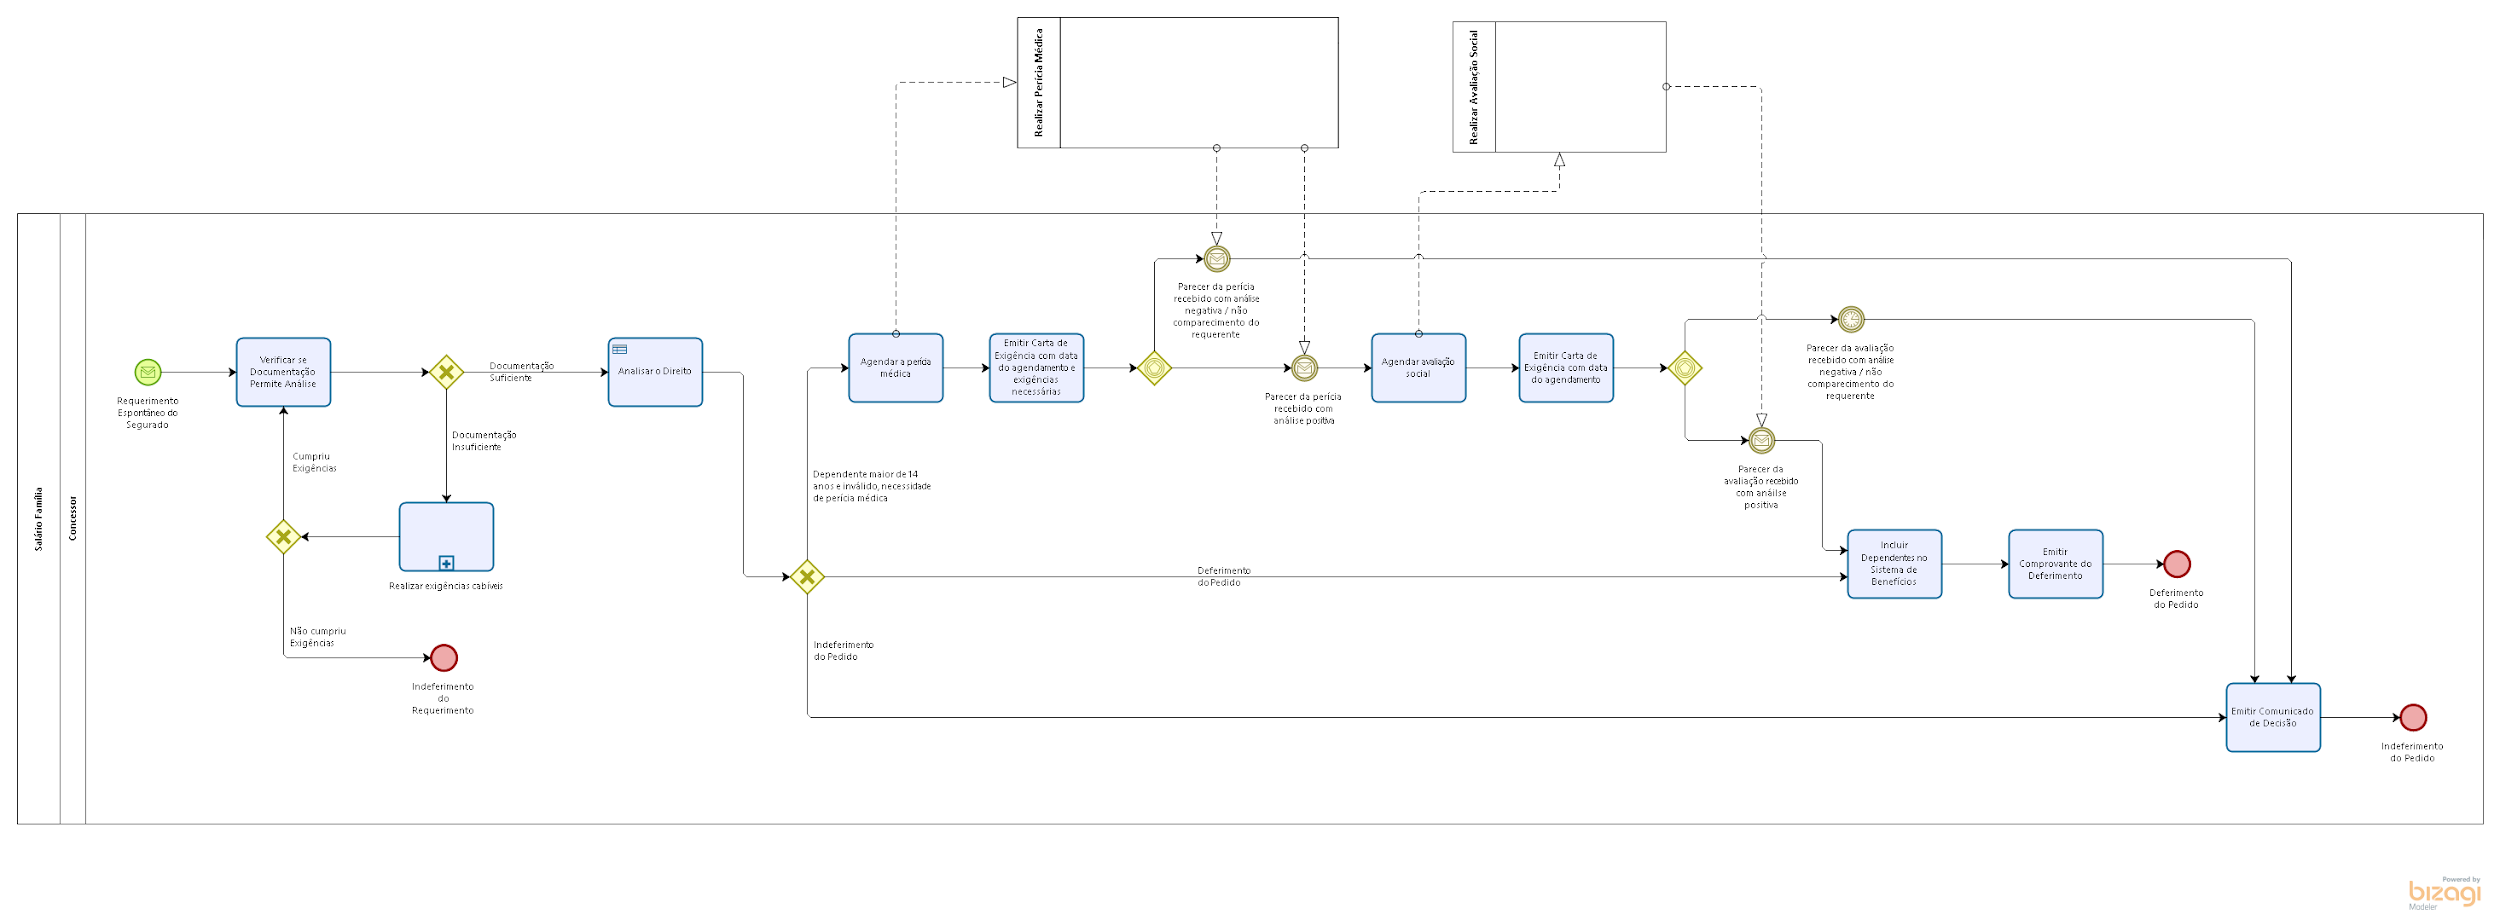 Realizar Perícia Médica
Realizar Avaliação Social
Salário Família
Concessor
Requerimento
Espontâneo do
Segurado
Verificar se
Documentação
Permite Análise
Documentação
Suficiente
Documentação
Insuficiente
Cumpriu
Exigências
Realizar exigências cabíveis
Não cumpriu
Exigências
Indeferimento
do
Requerimento
Analisar o Direito
Dependente maior de 14
anos e inválido, necessidade
de perícia médica
Deferimento
do Pedido
Indeferimento
do Pedido
Agendar a perícia
médica
Emitir Carta de
Exigência com data
do agendamento e
exigências
necessárias
Parecer da perícia
recebido com análise
negativa / não
comparecimento do
requerente
Parecer da perícia
recebido com
análise positiva
Agendar avaliação
social
Emitir Carta de
Exigência com data
do agendamento
Parecer da avaliação
recebido com análise
negativa / não
comparecimento do
requerente
Parecer da
avaliação recebido
com análise
positiva
Incluir
Dependentes no
Sistema de
Benefícios
Emitir
Comprovante do
Deferimento
Deferimento
do Pedido
Emitir Comunicado
de Decisão
Indeferimento
do Pedido
Powered by
bizagi
Modeler